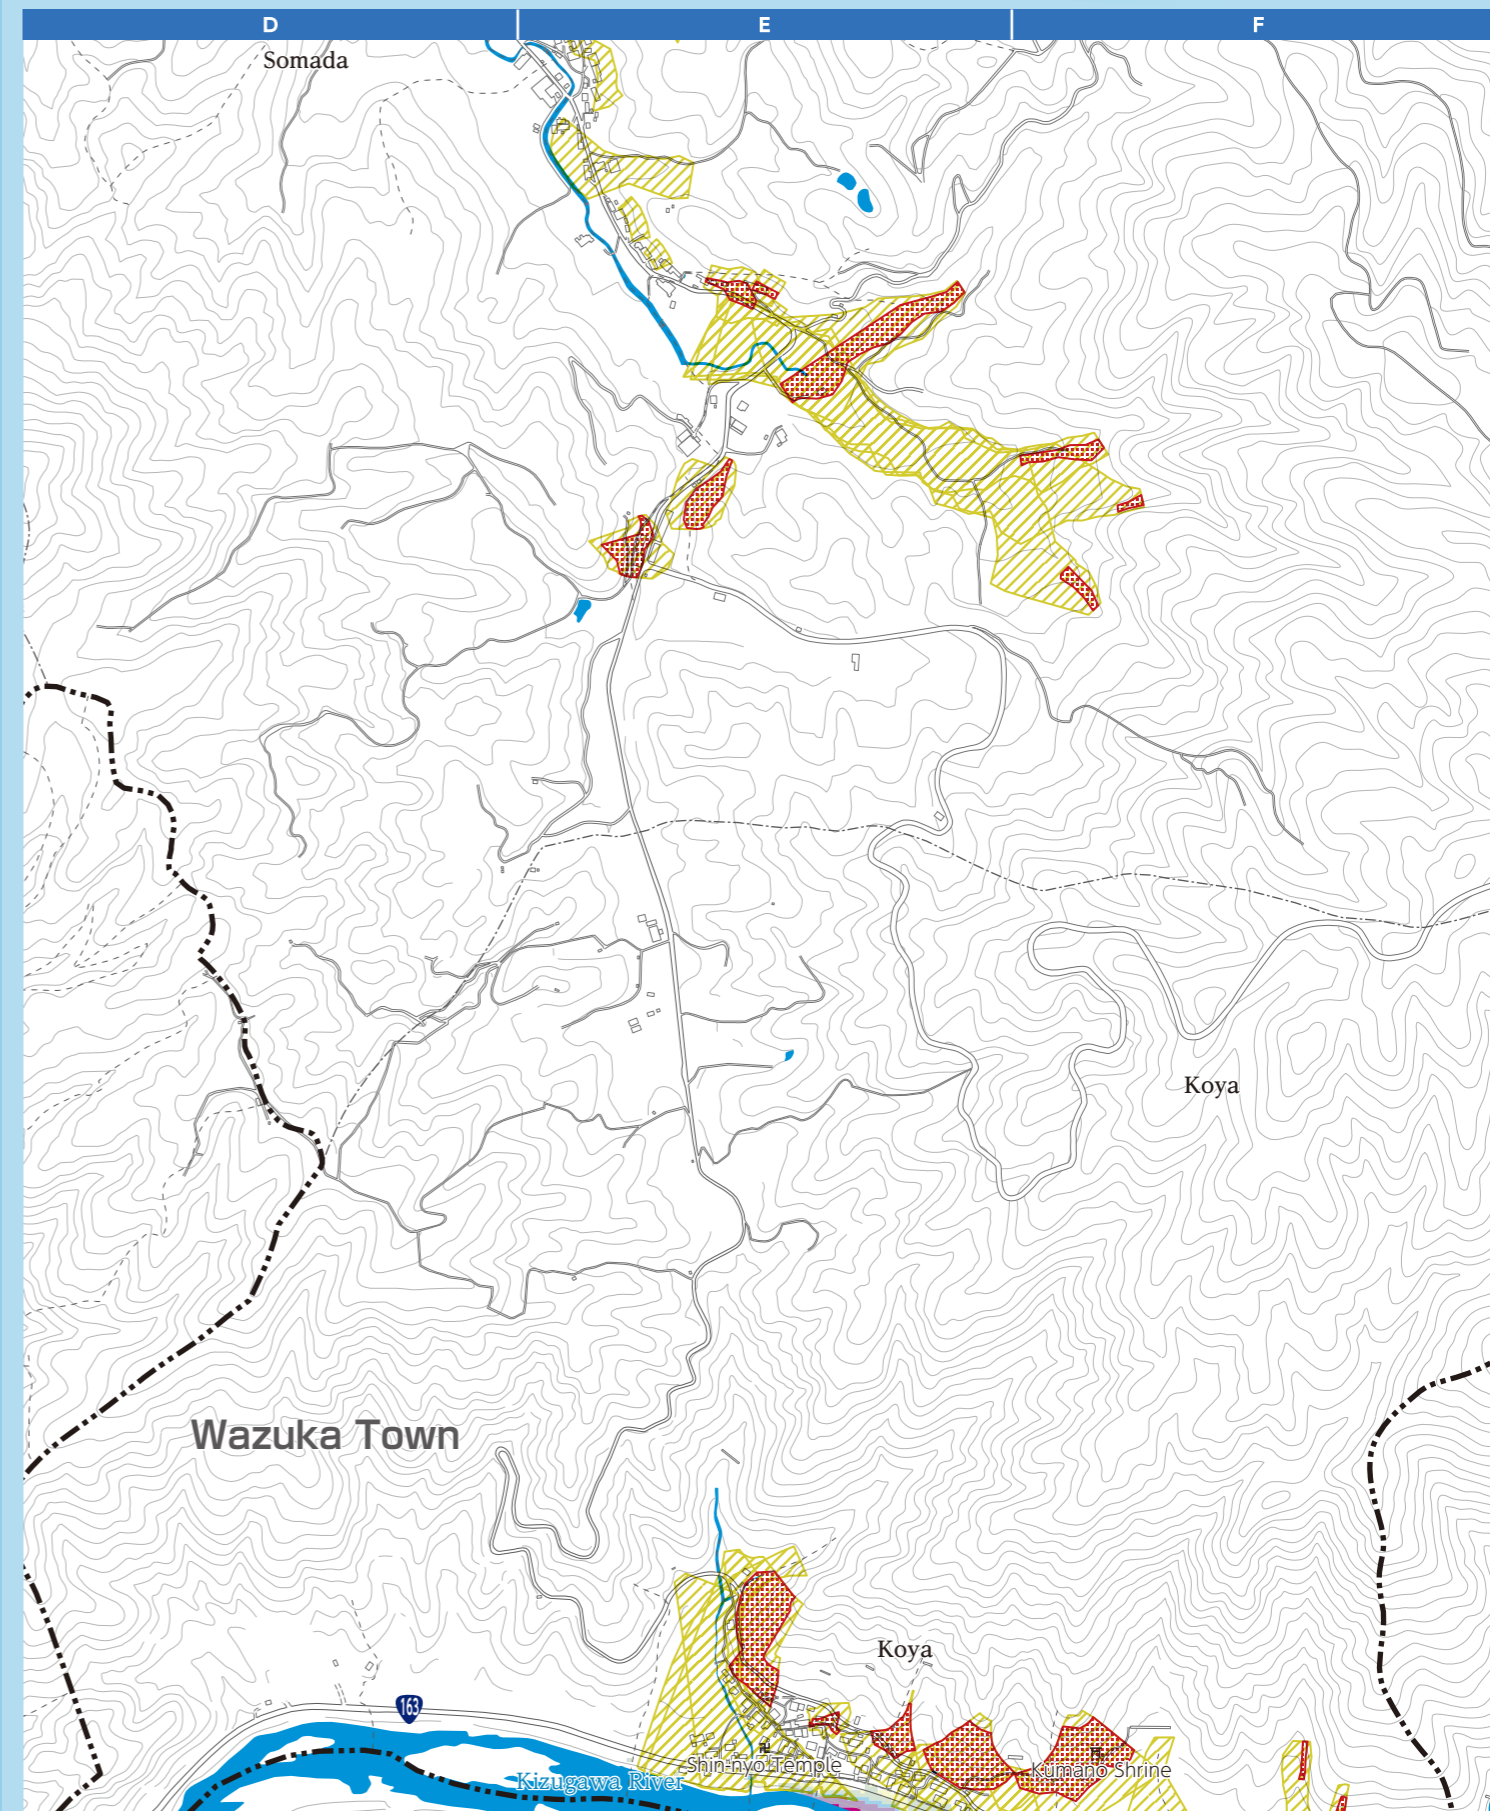 D E F
Somada
Koya
Wazuka Town
Koya
163
Shin-nyo Temple
Kumano Shrine
Kizugawa River